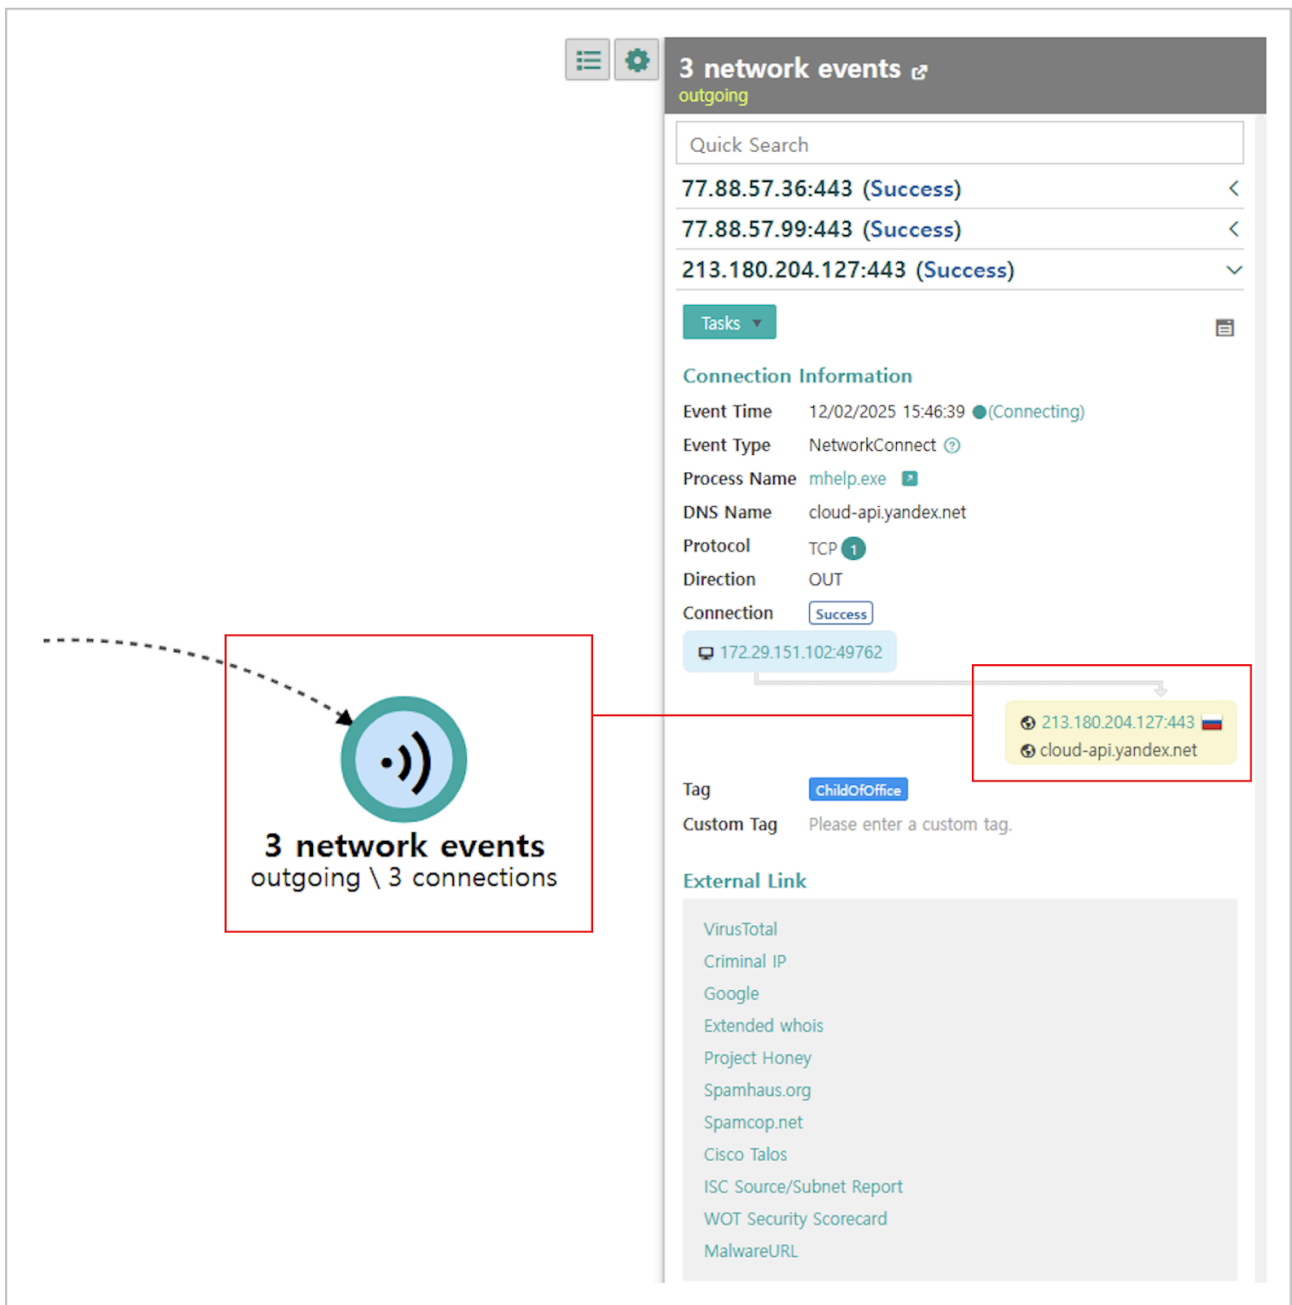 3 network events
outgoing
Quick Search
77.88.57.36:443 (Success)
77.88.57.99:443 (Success)
213.180.204.127:443 (Success)
Tasks
Connection Information
Event Time 12/02/2025 15:46:39 (Connecting)
Event Type NetworkConnect ?
Process Name mhelp.exe
DNS Name cloud-api.yandex.net
Protocol TCP 1
Direction OUT
Connection Success
172.29.151.102:49762
213.180.204.127:443
cloud-api.yandex.net
3 network events
outgoing \ 3 connections
Tag ChildOfOffice
Custom Tag Please enter a custom tag.
External Link
VirusTotal
Criminal IP
Google
Extended whois
Project Honey
Spamhaus.org
Spamcop.net
Cisco Talos
ISC Source/Subnet Report
WOT Security Scorecard
MalwareURL